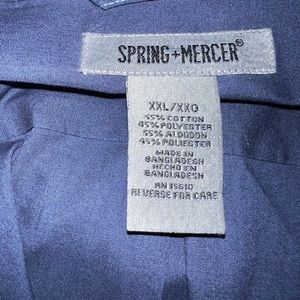 SPRING+MERCER®
XXL/XXG
55% COTTON
45% POLYESTER
55% ALGODON
45% POLIESTER
MADE IN
BANGLADESH
HECHO EN
BANGLADESH
RN 15610
REVERSE FOR CARE